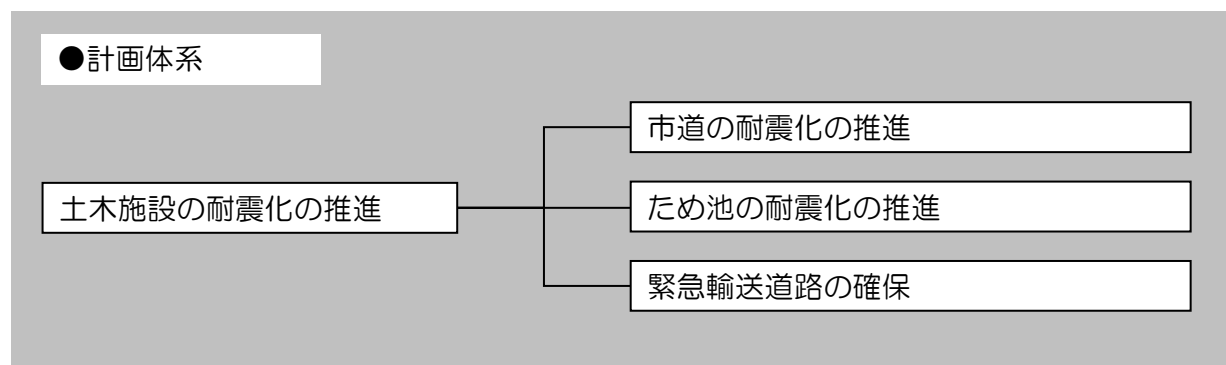 ●計画体系
市道の耐震化の推進
土木施設の耐震化の推進
ため池の耐震化の推進
緊急輸送道路の確保